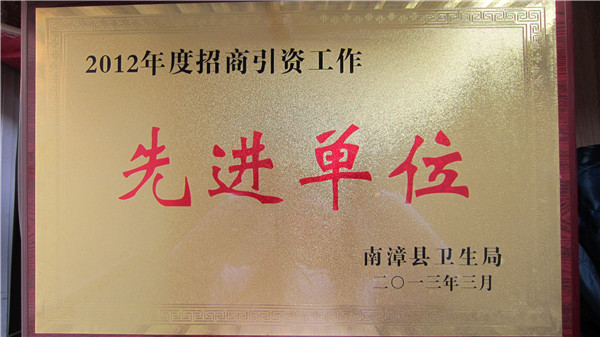 2012年度招商引资工作
先进单位
南漳县卫生局
二〇一三年三月